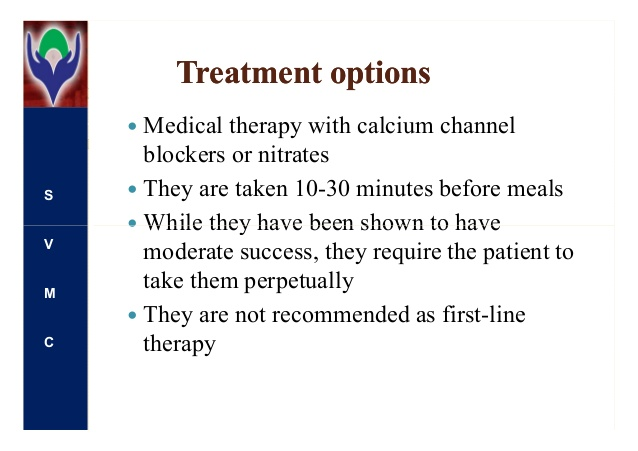 Treatment options
• Medical therapy with calcium channel
blockers or nitrates
• They are taken 10-30 minutes before meals
• While they have been shown to have
moderate success, they require the patient to
take them perpetually
• They are not recommended as first-line
therapy
S
V
M
C